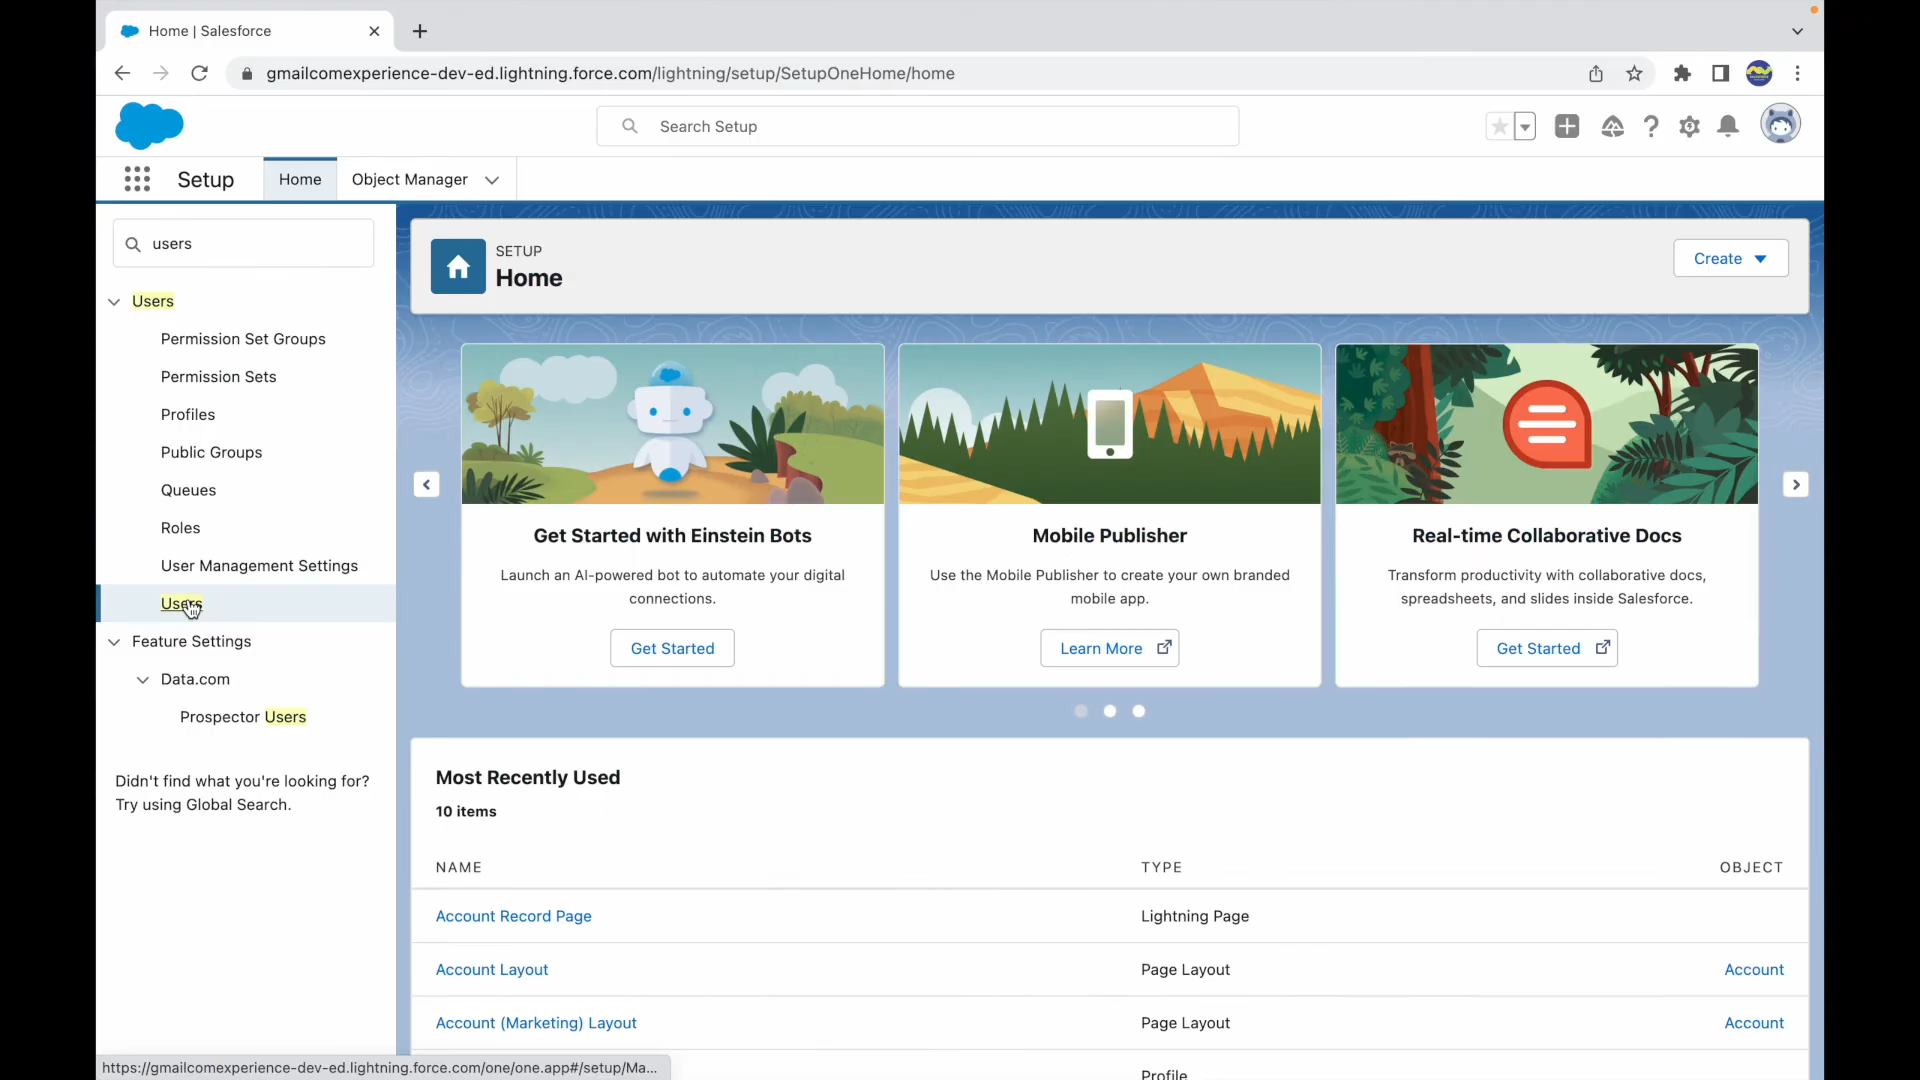 Home | Salesforce
gmailcomexperience-dev-ed.lightning.force.com/lightning/setup/SetupOneHome/home
Search Setup
Setup
Home
Object Manager
users
Users
Permission Set Groups
Permission Sets
Profiles
Public Groups
Queues
Roles
User Management Settings
Users
Feature Settings
Data.com
Prospector Users
Didn't find what you're looking for?
Try using Global Search.
SETUP
Home
Create
Get Started with Einstein Bots
Launch an AI-powered bot to automate your digital
connections.
Get Started
Mobile Publisher
Use the Mobile Publisher to create your own branded
mobile app.
Learn More
Real-time Collaborative Docs
Transform productivity with collaborative docs,
spreadsheets, and slides inside Salesforce.
Get Started
Most Recently Used
10 items
NAME TYPE OBJECT
Account Record Page Lightning Page
Account Layout Page Layout Account
Account (Marketing) Layout Page Layout Account
Profile
https://gmailcomexperience-dev-ed.lightning.force.com/one/one.app#/setup/Ma...